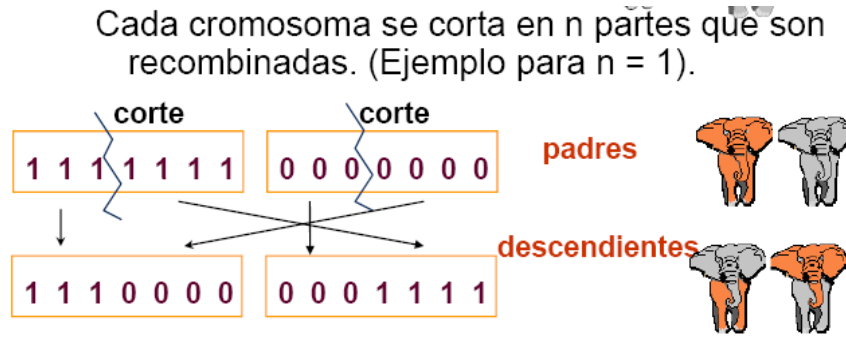 Cada cromosoma se corta en n partes que son
recombinadas. (Ejemplo para n = 1).
corte corte
1 1 1 1 1 1 1 0 0 0 0 0 0 0 padres
descendientes
1 1 1 0 0 0 0 0 0 0 1 1 1 1